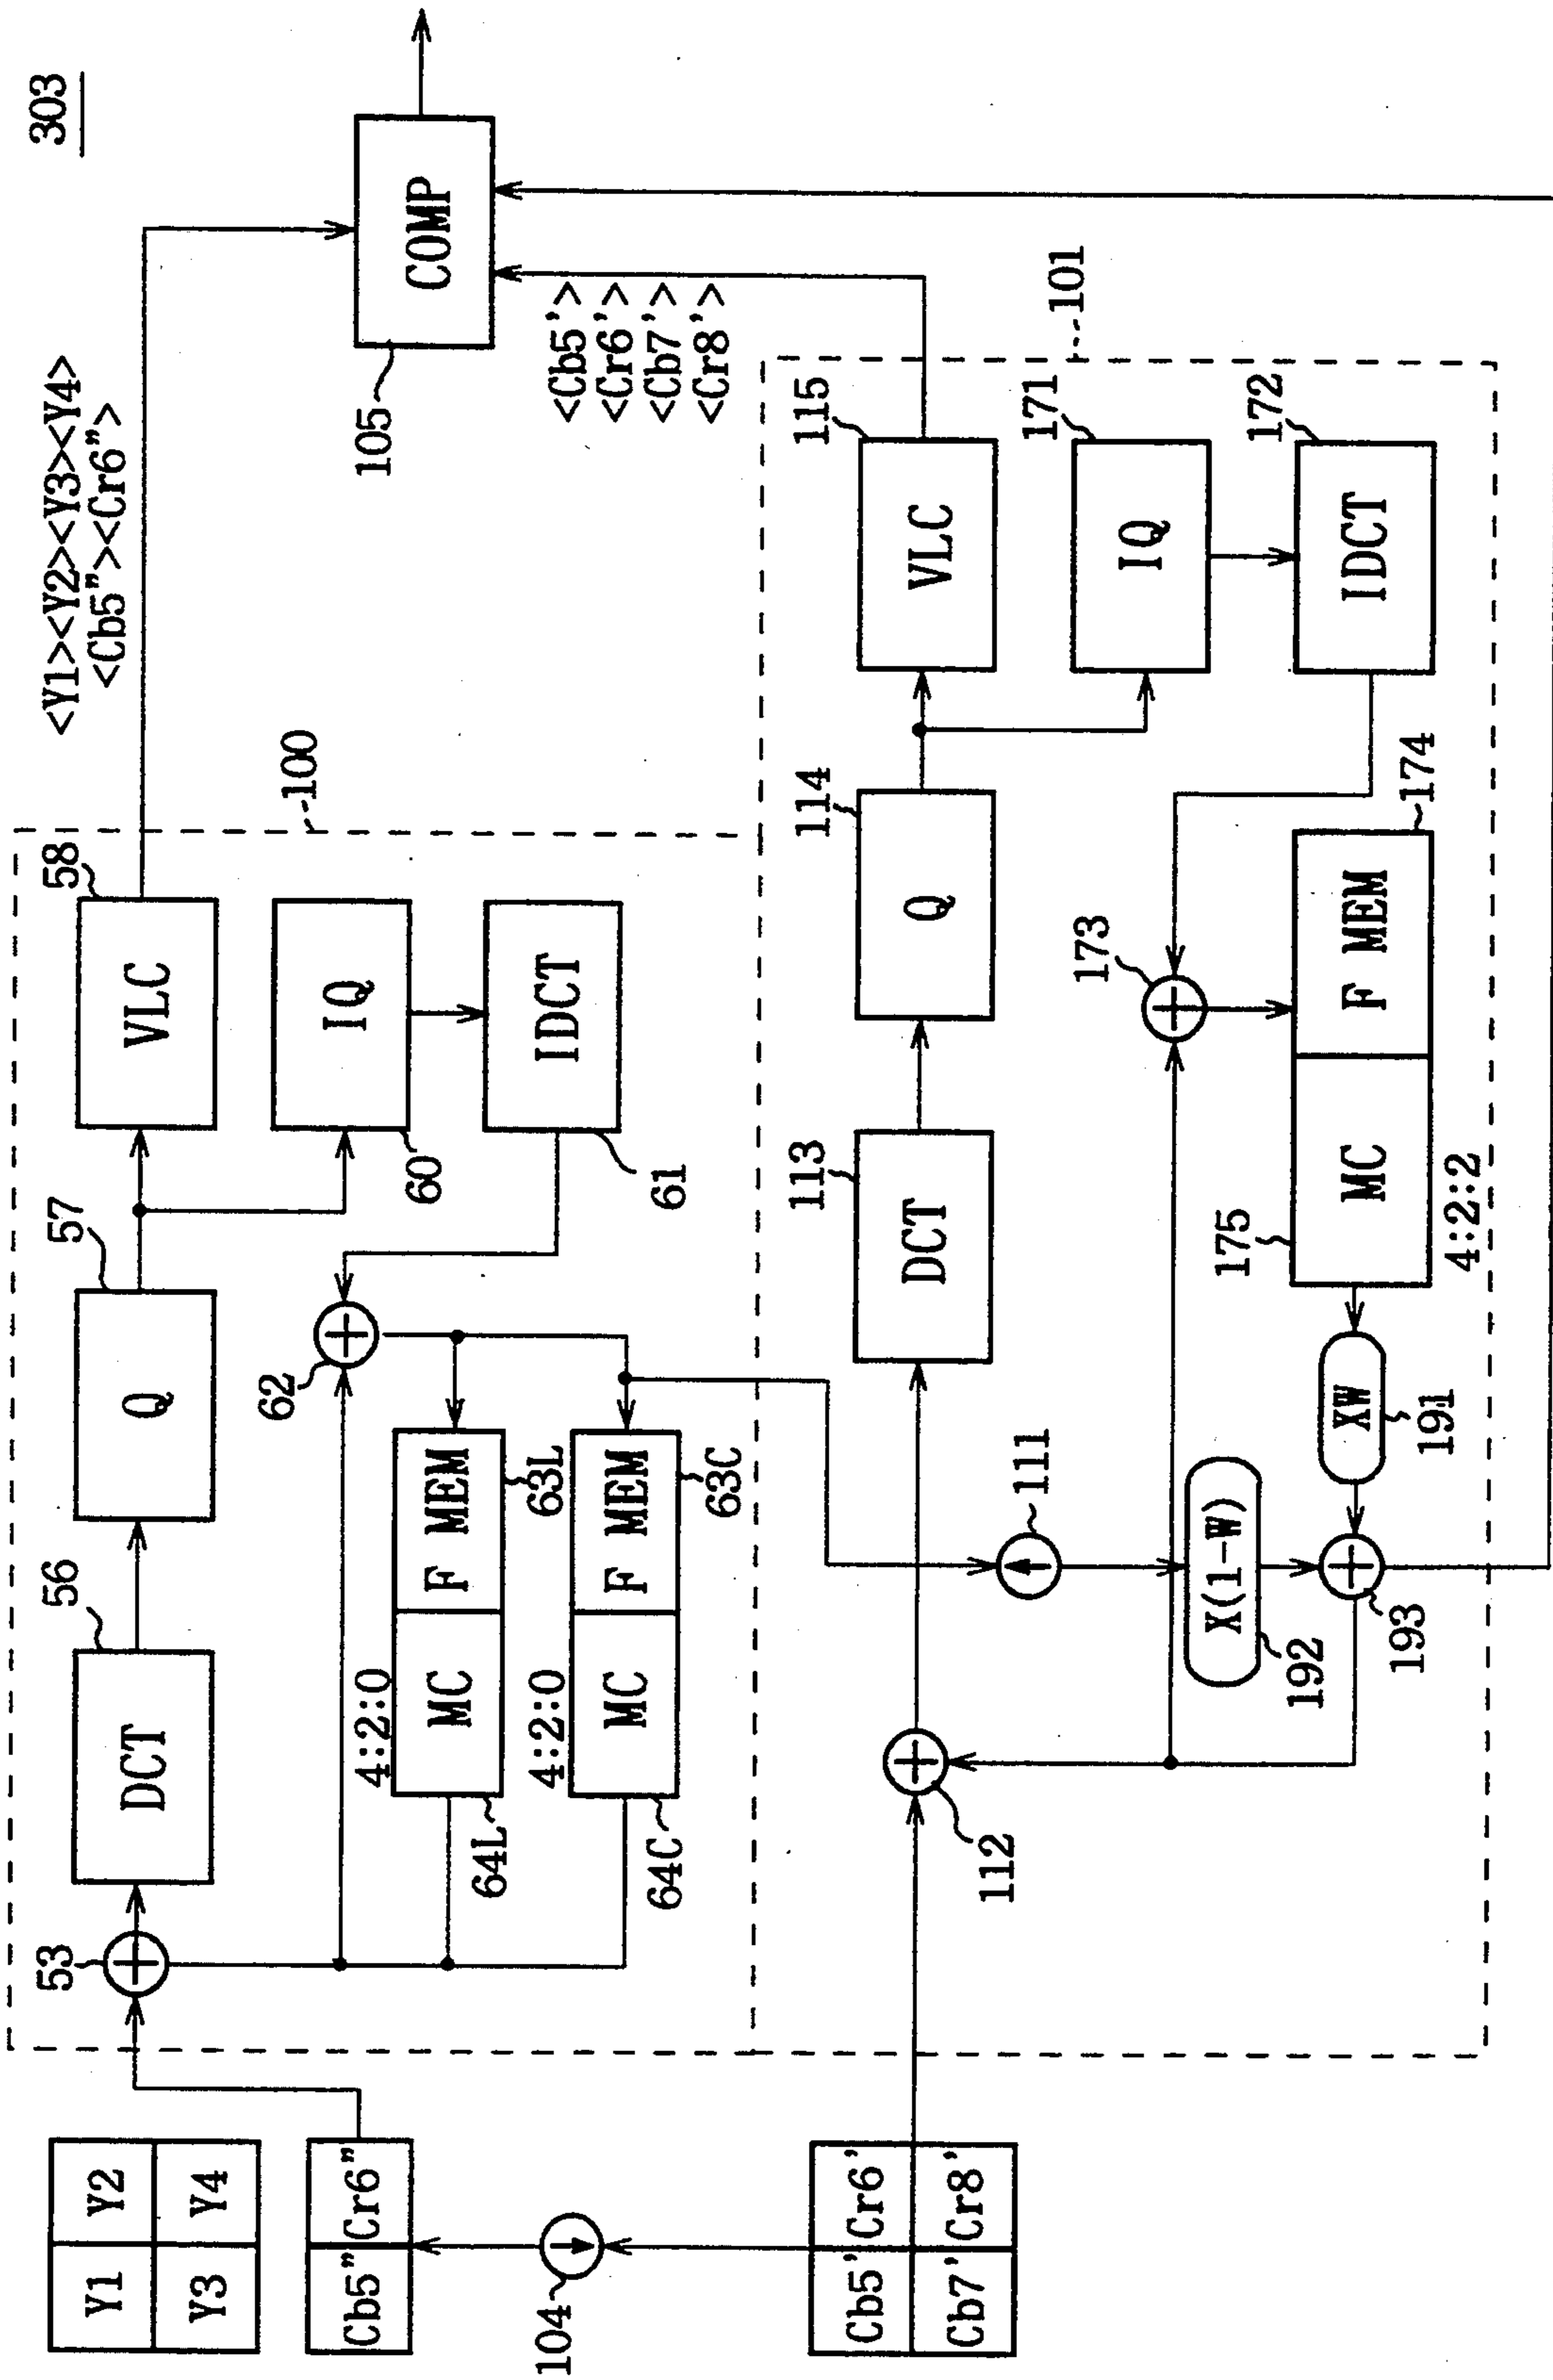 303
<Y1><Y2><Y3><Y4>
<Cb5"><Cr6">
COMP
105
<Cb5'>
<Cr6'>
<Cb7'>
<Cr8'>
100
101
Y1
Y2
Y3
Y4
Cb5"
Cr6"
104
Cb5'
Cr6'
Cb7'
Cr8'
53
56
DCT
57
Q
58
VLC
IQ
60
IDCT
61
62
4:2:0
MC
F MEM
64L
63L
4:2:0
MC
F MEM
64C
63C
112
113
DCT
114
Q
115
VLC
171
IQ
172
IDCT
173
111
X(1-W)
192
193
XW
191
175
MC
F MEM
174
4:2:2